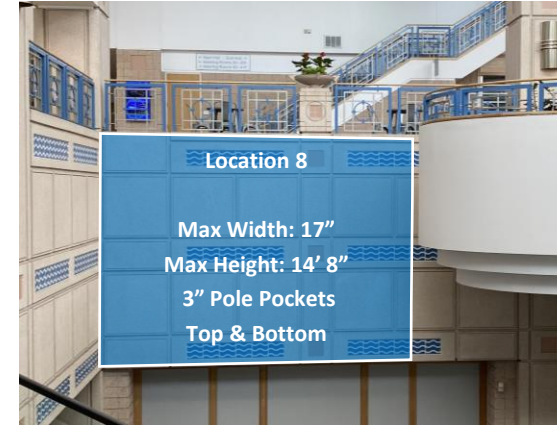 Location 8
Max Width: 17”
Max Height: 14’ 8”
3” Pole Pockets
Top & Bottom